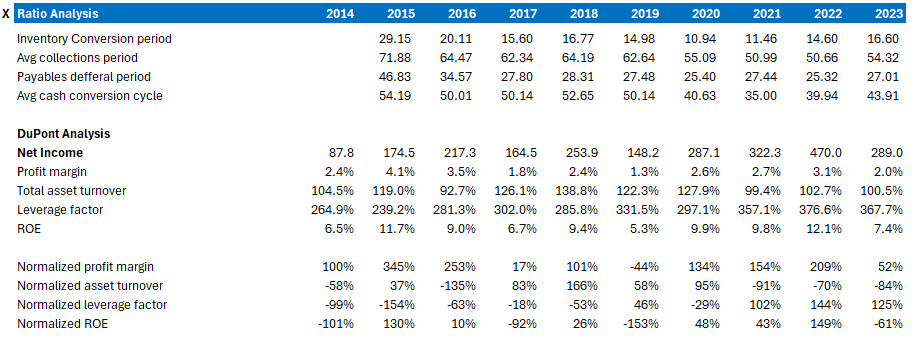 X Ratio Analysis 2014 2015 2016 2017 2018 2019 2020 2021 2022 2023
Inventory Conversion period 29.15 20.11 15.60 16.77 14.98 10.94 11.46 14.60 16.60
Avg collections period 71.88 64.47 62.34 64.19 62.64 55.09 50.99 50.66 54.32
Payables defferal period 46.83 34.57 27.80 28.31 27.48 25.40 27.44 25.32 27.01
Avg cash conversion cycle 54.19 50.01 50.14 52.65 50.14 40.63 35.00 39.94 43.91
DuPont Analysis
Net Income 87.8 174.5 217.3 164.5 253.9 148.2 287.1 322.3 470.0 289.0
Profit margin 2.4% 4.1% 3.5% 1.8% 2.4% 1.3% 2.6% 2.7% 3.1% 2.0%
Total asset turnover 104.5% 119.0% 92.7% 126.1% 138.8% 122.3% 127.9% 99.4% 102.7% 100.5%
Leverage factor 264.9% 239.2% 281.3% 302.0% 285.8% 331.5% 297.1% 357.1% 376.6% 367.7%
ROE 6.5% 11.7% 9.0% 6.7% 9.4% 5.3% 9.9% 9.8% 12.1% 7.4%
Normalized profit margin 100% 345% 253% 17% 101% -44% 134% 154% 209% 52%
Normalized asset turnover -58% 37% -135% 83% 166% 58% 95% -91% -70% -84%
Normalized leverage factor -99% -154% -63% -18% -53% 46% -29% 102% 144% 125%
Normalized ROE -101% 130% 10% -92% 26% -153% 48% 43% 149% -61%